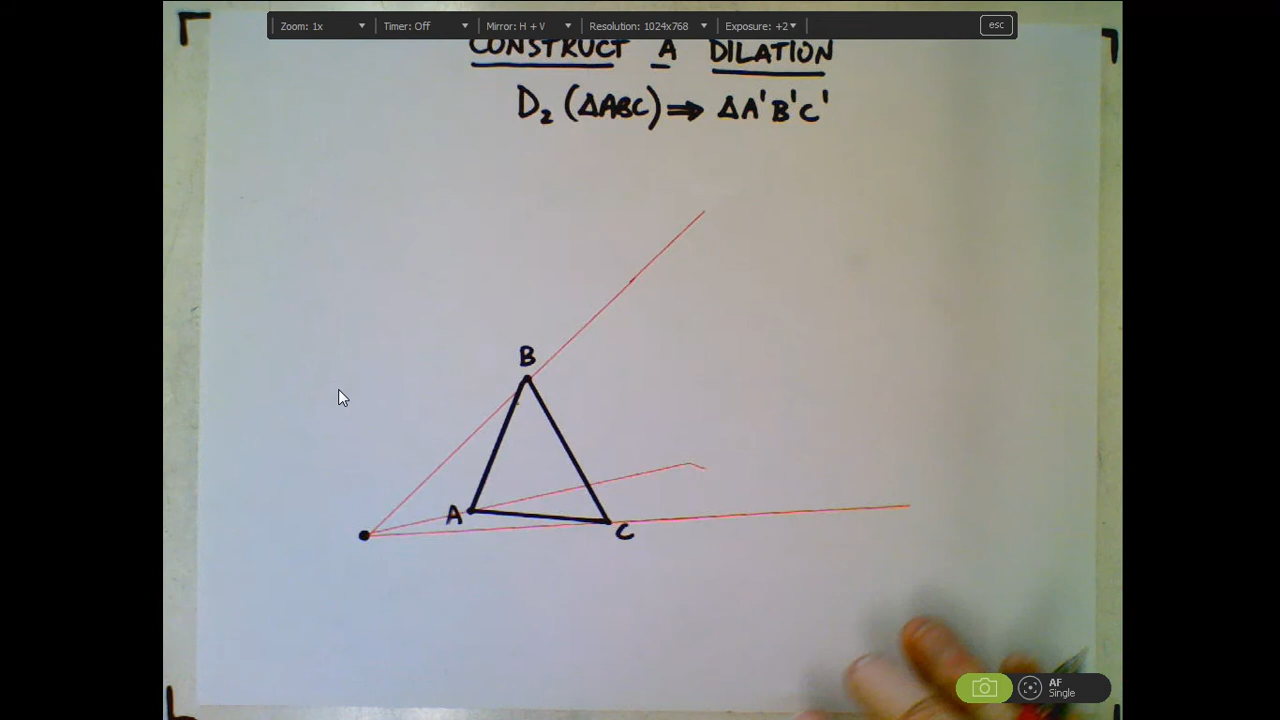 Zoom: 1x Timer: Off Mirror: H + V Resolution: 1024x768 Exposure: +2 esc
CONSTRUCT A DILATION
D₂ (ΔABC) ⇒ ΔA'B'C'
B
A
C
AF
Single